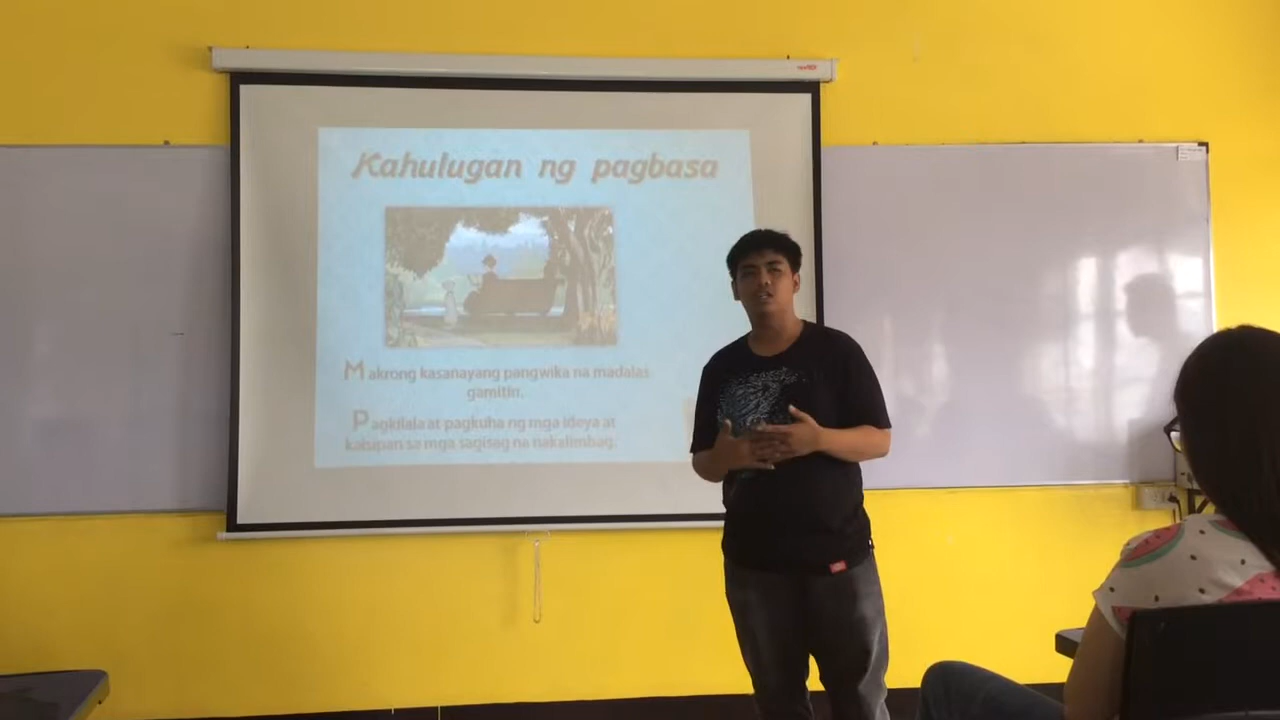 Kahulugan ng pagbasa
Makrong kasanayang pangwika na madalas
gamitin.
Pagkilala at pagkuha ng mga ideya at
kaisipan sa mga sagisag na nakalimbag.